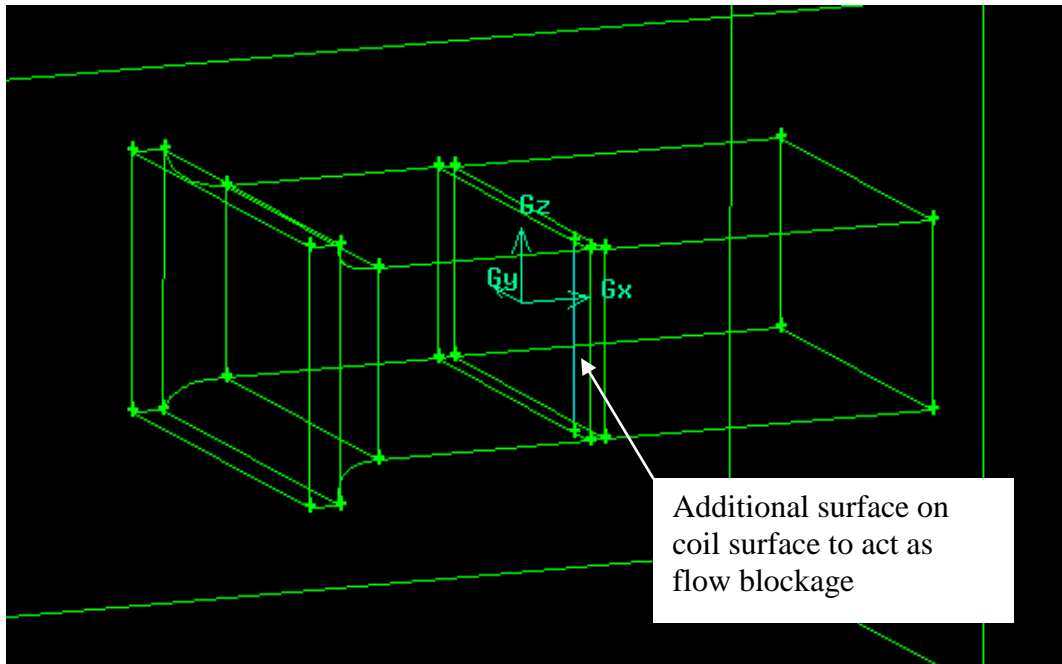 Gz
Gy
Gx
Additional surface on
coil surface to act as
flow blockage